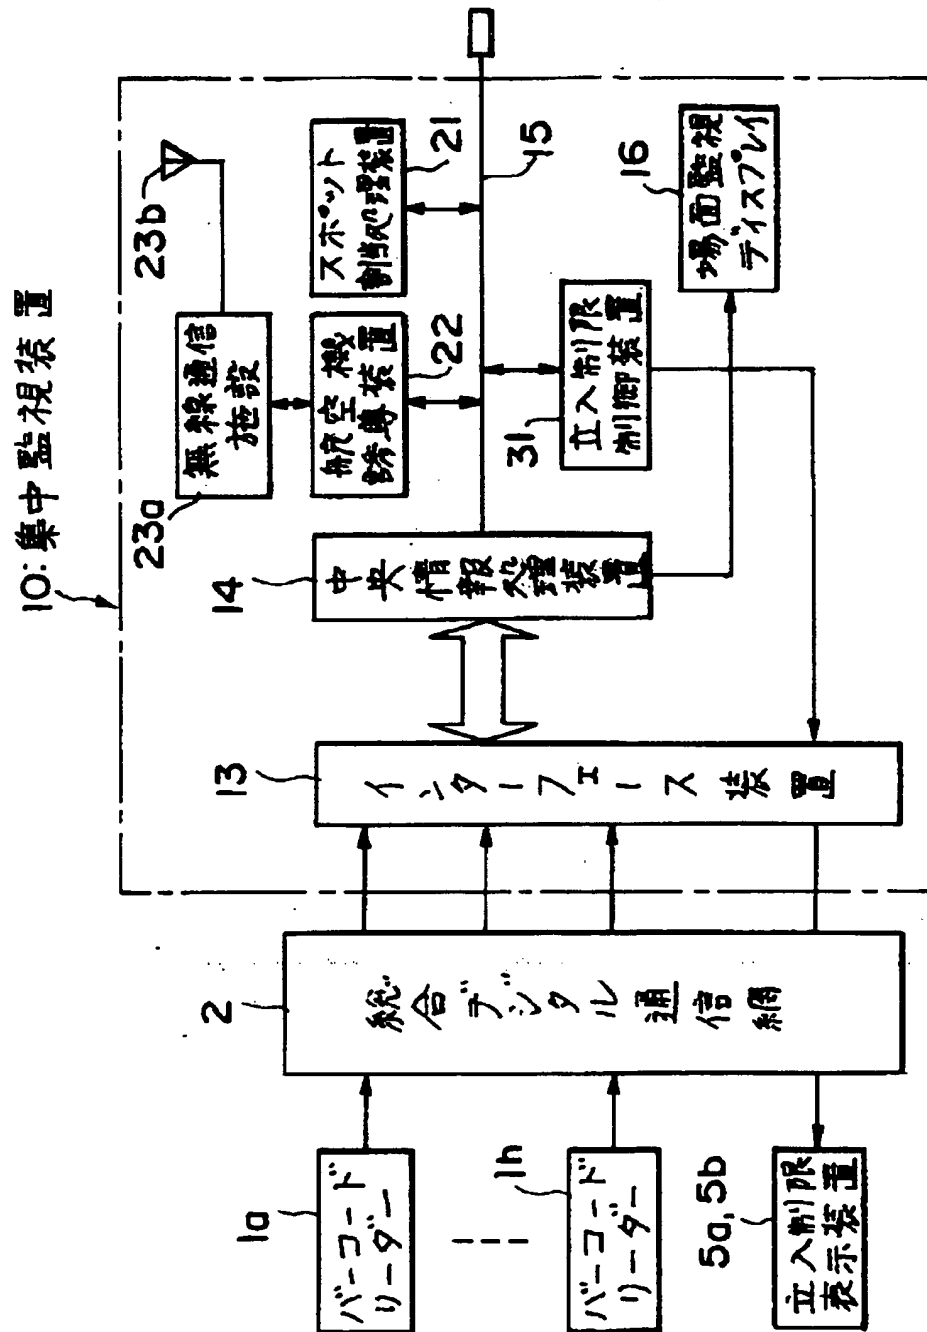 10:集中監視装置
23b
無線通信
施設
23a
スポット
割当処理装置
21
航空機
誘導装置
22
15
14
中央情報処理装置
31
立入制限
制御装置
16
場面監視
ディスプレイ
13
インターフェース装置
2
総合デジタル通信網
1a
バーコード
リーダー
1h
バーコード
リーダー
5a,5b
立入制限
表示装置